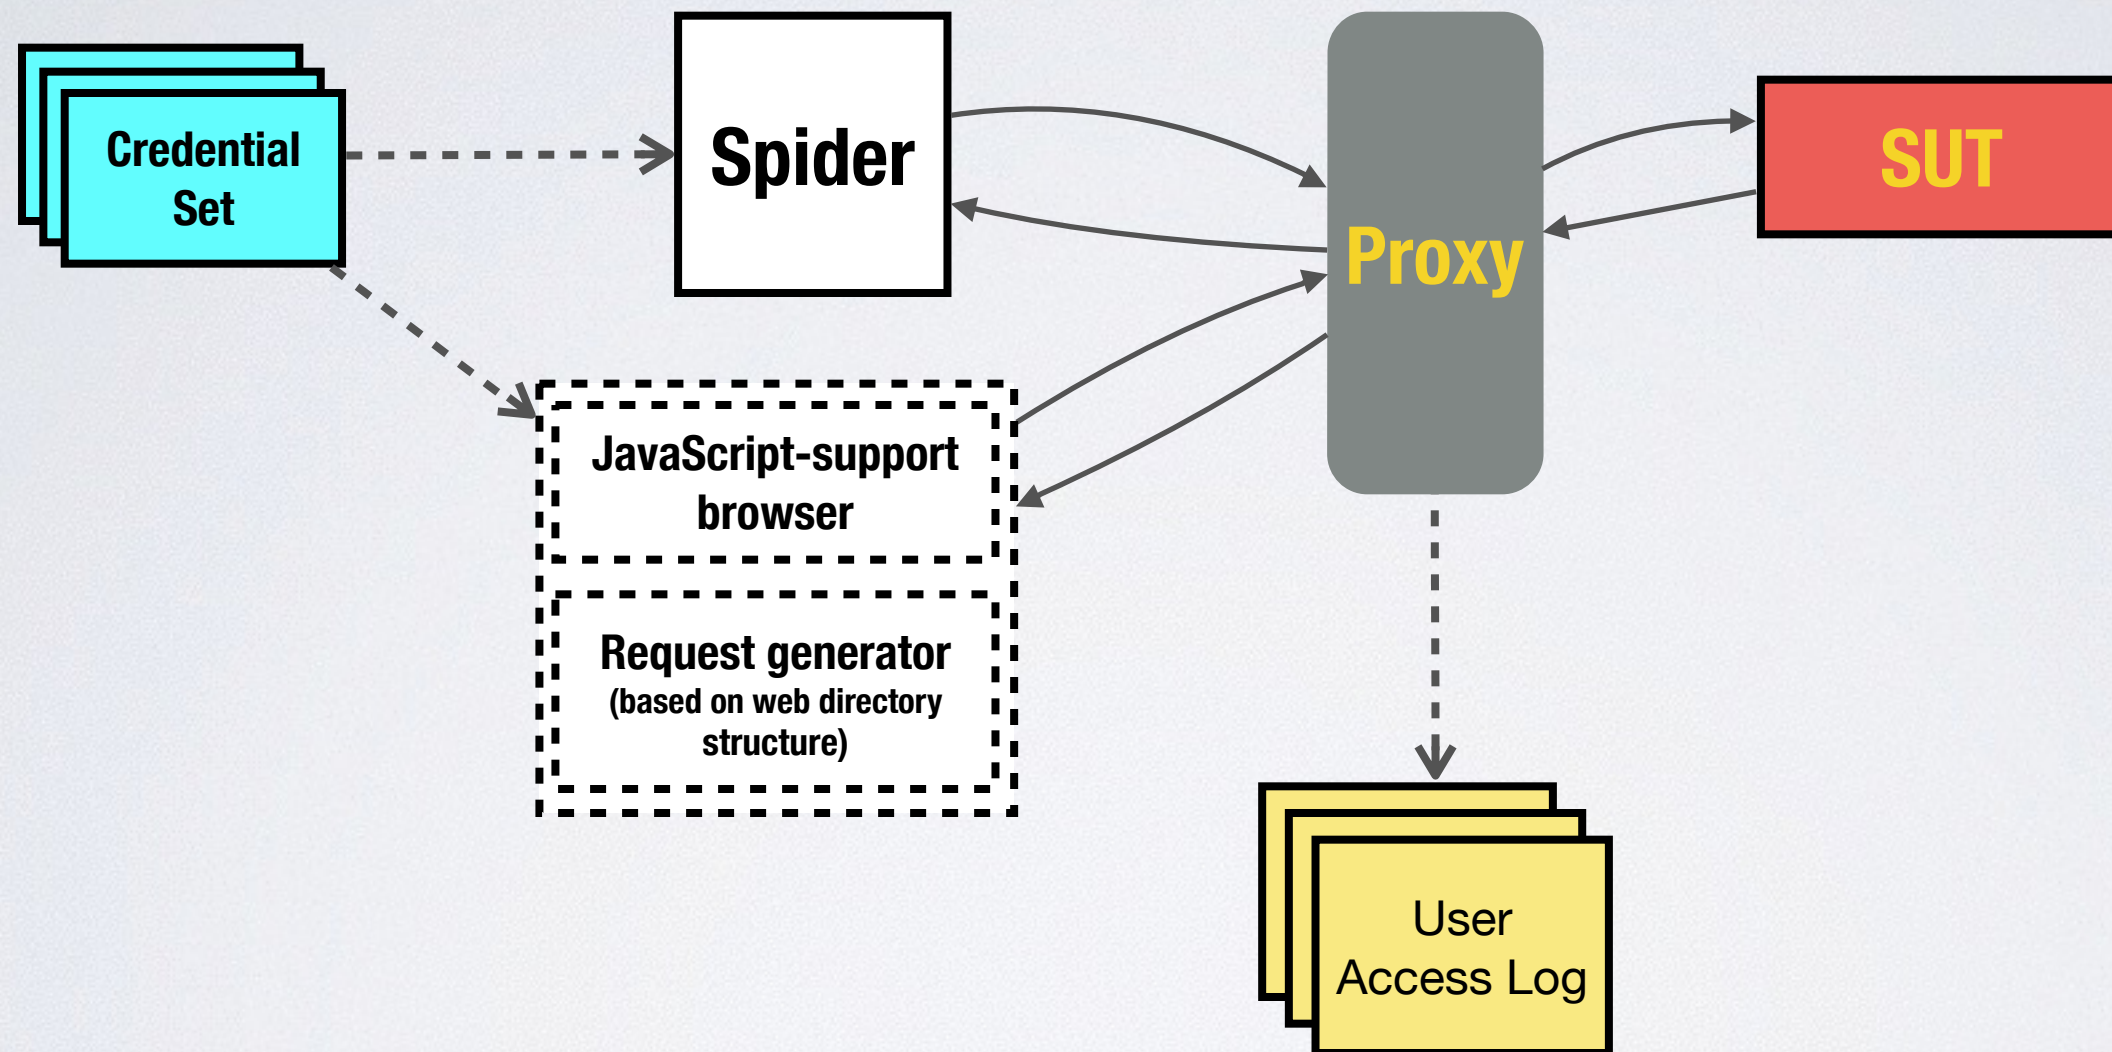 Credential
Set
Spider
Proxy
SUT
JavaScript-support
browser
Request generator
(based on web directory
structure)
User
Access Log